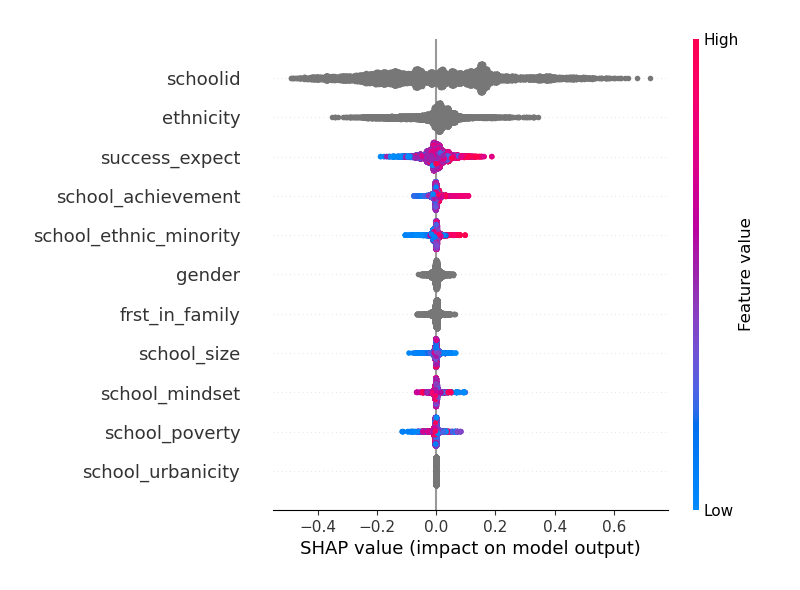 High
schoolid
ethnicity
success_expect
school_achievement
school_ethnic_minority
gender
frst_in_family
school_size
school_mindset
school_poverty
school_urbanicity
Feature value
Low
−0.4 −0.2 0.0 0.2 0.4 0.6
SHAP value (impact on model output)